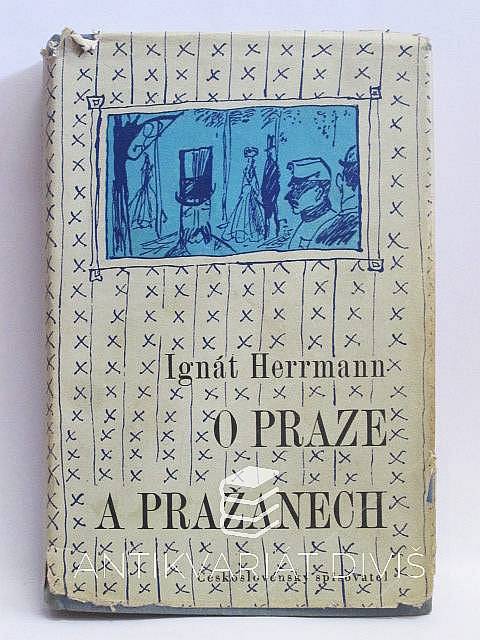 Ignát Herrmann
O PRAZE
A PRAŽANECH
ANTIKVARIÁT DIVIŠ
Československý spisovatel